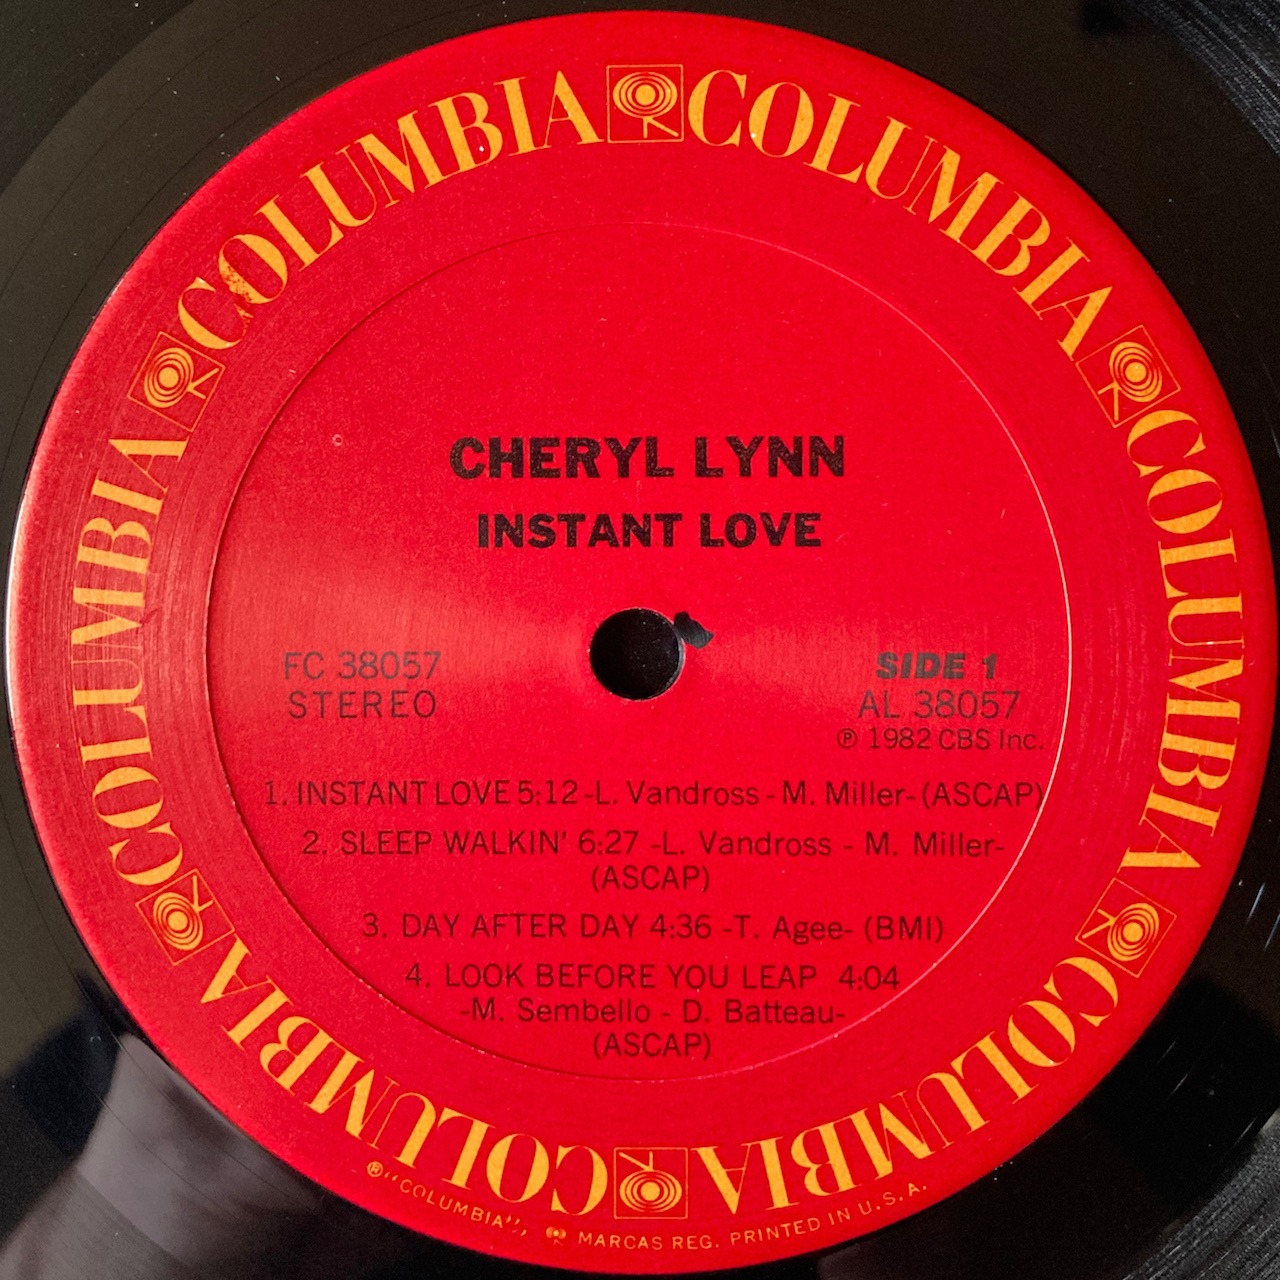 COLUMBIA COLUMBIA COLUMBIA COLUMBIA COLUMBIA COLUMBIA
CHERYL LYNN
INSTANT LOVE
FC 38057
STEREO
SIDE 1
AL 38057
℗ 1982 CBS Inc.
1. INSTANT LOVE 5:12 -L. Vandross - M. Miller- (ASCAP)
2. SLEEP WALKIN' 6:27 -L. Vandross - M. Miller-
(ASCAP)
3. DAY AFTER DAY 4:36 -T. Agee- (BMI)
4. LOOK BEFORE YOU LEAP 4:04
-M. Sembello - D. Batteau-
(ASCAP)
® "COLUMBIA", MARCAS REG. PRINTED IN U.S.A.